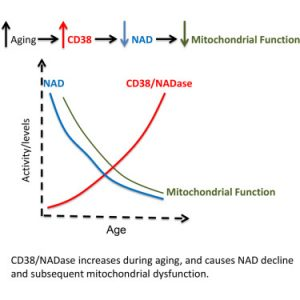 Aging CD38 NAD Mitochondrial Function
NAD CD38/NADase
Activity/levels
Mitochondrial Function
Age
CD38/NADase increases during aging, and causes NAD decline
and subsequent mitochondrial dysfunction.